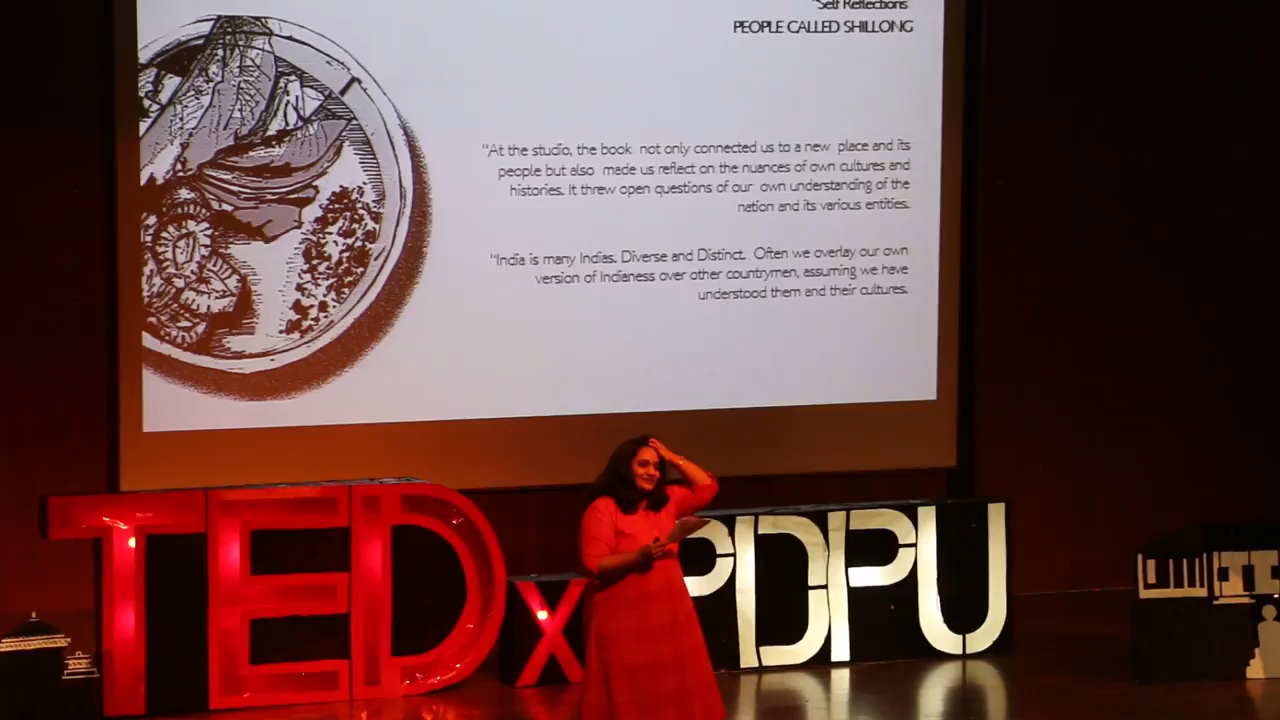 "Self Reflections"
PEOPLE CALLED SHILLONG
"At the studio, the book not only connected us to a new place and its
people but also made us reflect on the nuances of own cultures and
histories. It threw open questions of our own understanding of the
nation and its various entities.
"India is many Indias. Diverse and Distinct. Often we overlay our own
version of Indianess over other countrymen, assuming we have
understood them and their cultures.
TEDx PDPU